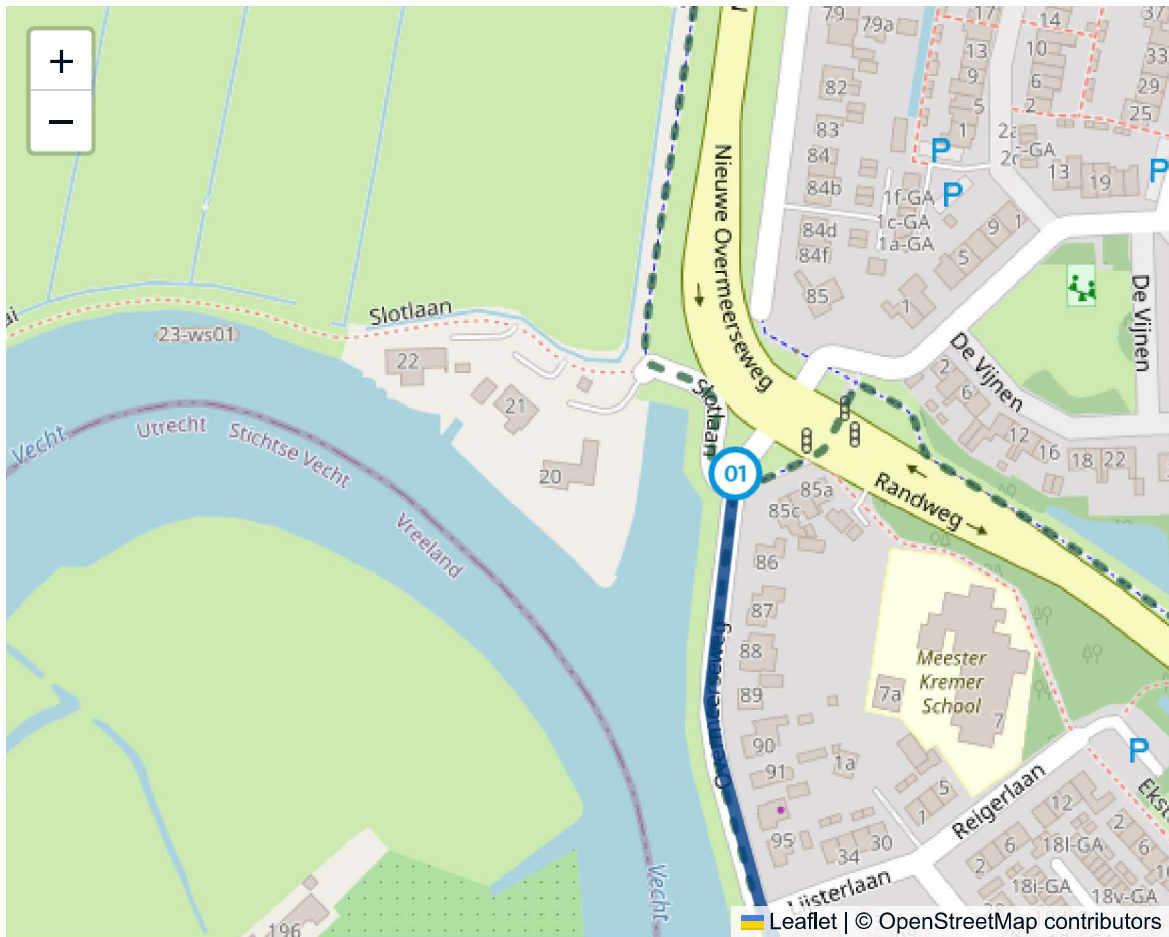 +
−
79
79a
17
14
37
10
13
33
82
9
6
29
5
2
25
83
1
2a
84
13
19
84b
1f-GA
1c-GA
1a-GA
84d
84f
9
1
5
85
1
P
P
P
Nieuwe Overmeerseweg
De Vijnen
De Vijnen
Slotlaan
23-ws01
22
21
20
Slotlaan
2
6
12
16
18
22
Vecht
Utrecht
Stichtse Vecht
Vreeland
01
85a
85c
Randweg
86
87
88
89
Overmeerseweg
Meester
Kremer
School
7a
7
90
91
1a
5
1
95
34
30
P
Reigerlaan
Ekst
12
2
6
18l-GA
6
2
18i-GA
18v-GA
Lijsterlaan
Vecht
196
Leaflet | © OpenStreetMap contributors